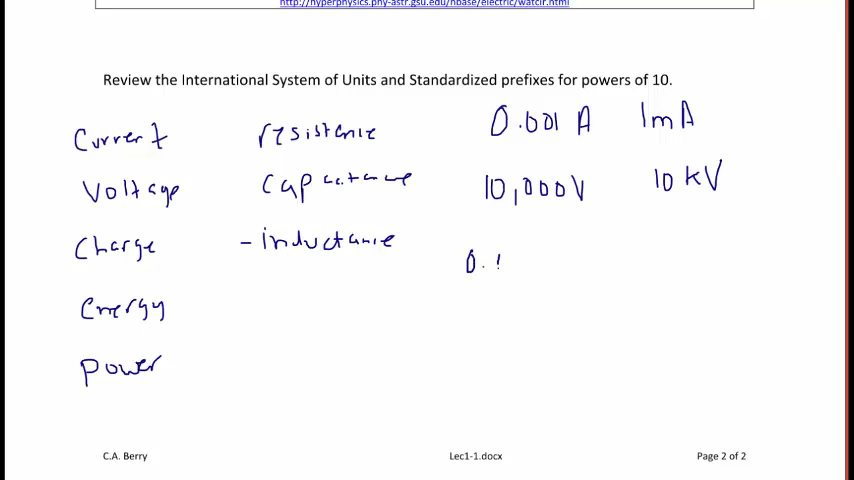 http://hyperphysics.phy-astr.gsu.edu/hbase/electric/watcir.html
Review the International System of Units and Standardized prefixes for powers of 10.
Current resistance 0.001 A 1mA
Voltage capacitance 10,000V 10 kV
Charge - inductance 0.
Energy
Power
C.A. Berry Lec1-1.docx Page 2 of 2